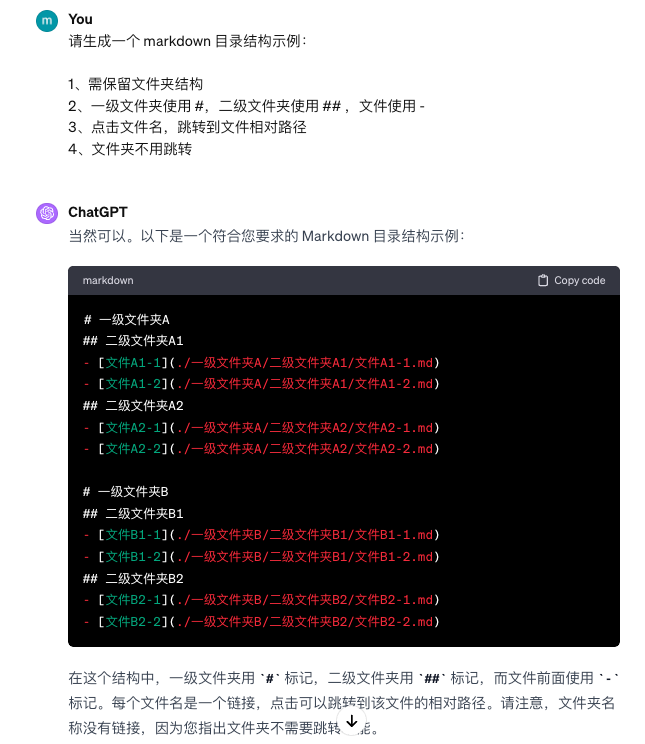 m
You
请生成一个 markdown 目录结构示例：
1、需保留文件夹结构
2、一级文件夹使用 #，二级文件夹使用 ## ，文件使用 -
3、点击文件名，跳转到文件相对路径
4、文件夹不用跳转
ChatGPT
当然可以。以下是一个符合您要求的 Markdown 目录结构示例：
markdown Copy code
# 一级文件夹A
## 二级文件夹A1
- [文件A1-1](./一级文件夹A/二级文件夹A1/文件A1-1.md)
- [文件A1-2](./一级文件夹A/二级文件夹A1/文件A1-2.md)
## 二级文件夹A2
- [文件A2-1](./一级文件夹A/二级文件夹A2/文件A2-1.md)
- [文件A2-2](./一级文件夹A/二级文件夹A2/文件A2-2.md)
# 一级文件夹B
## 二级文件夹B1
- [文件B1-1](./一级文件夹B/二级文件夹B1/文件B1-1.md)
- [文件B1-2](./一级文件夹B/二级文件夹B1/文件B1-2.md)
## 二级文件夹B2
- [文件B2-1](./一级文件夹B/二级文件夹B2/文件B2-1.md)
- [文件B2-2](./一级文件夹B/二级文件夹B2/文件B2-2.md)
在这个结构中，一级文件夹用 `#` 标记，二级文件夹用 `##` 标记，而文件前面使用 `-`
标记。每个文件名是一个链接，点击可以跳转到该文件的相对路径。请注意，文件夹名
称没有链接，因为您指出文件夹不需要跳转能。